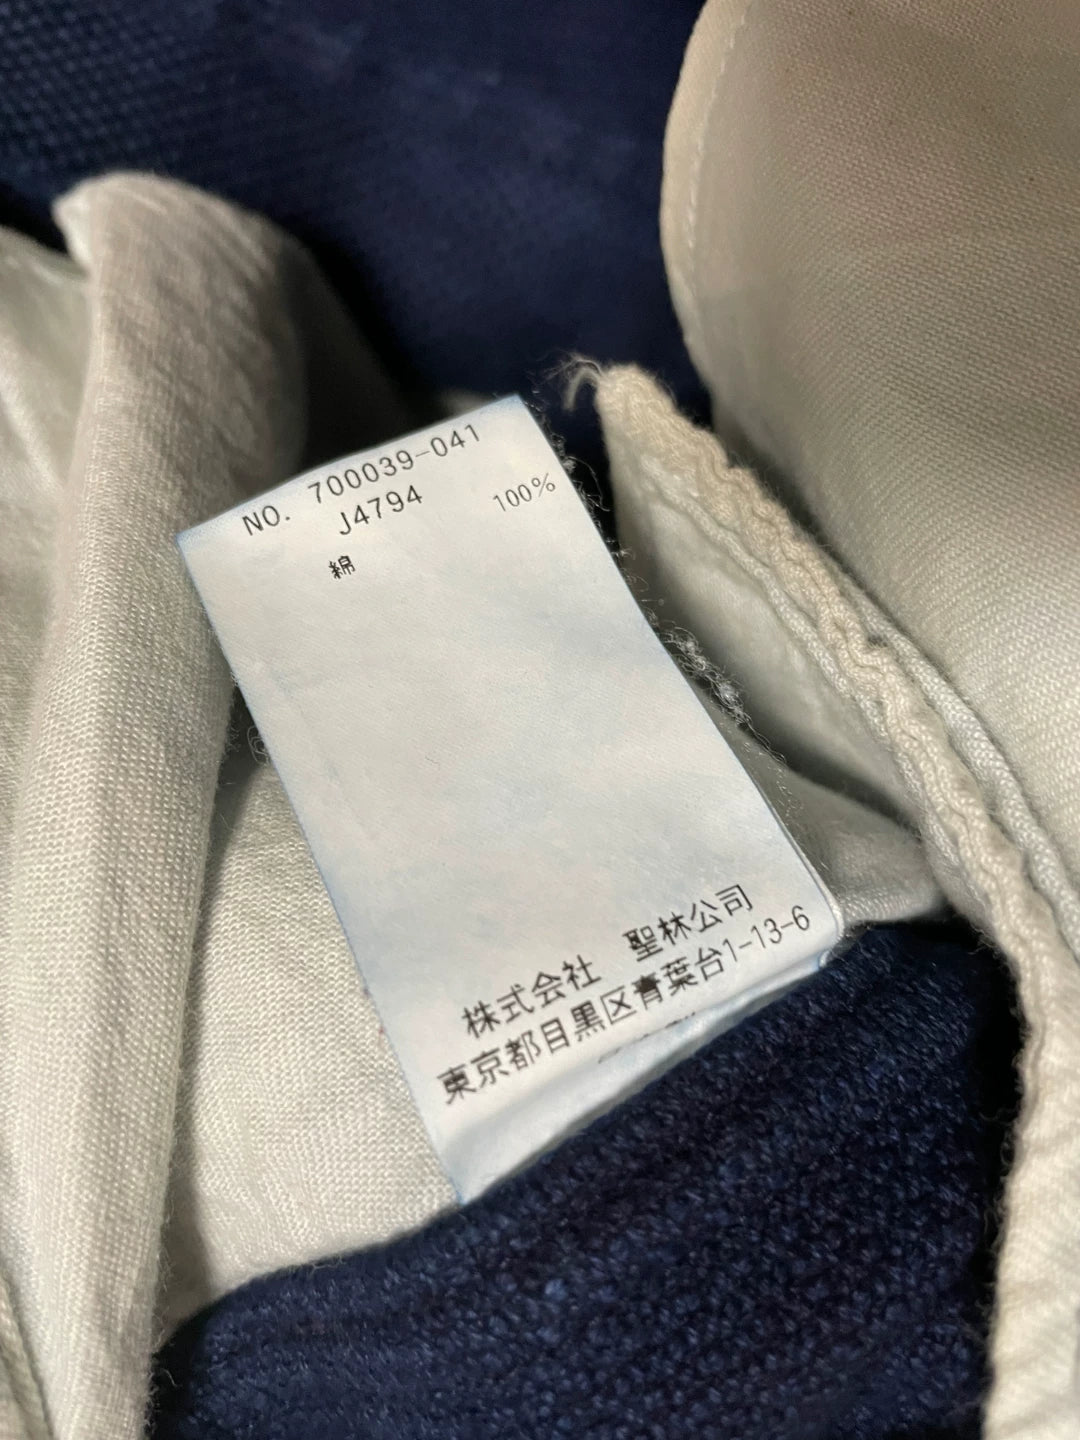 NO. 700039-041
J4794
綿 100%
株式会社 聖林公司
東京都目黒区青葉台1-13-6